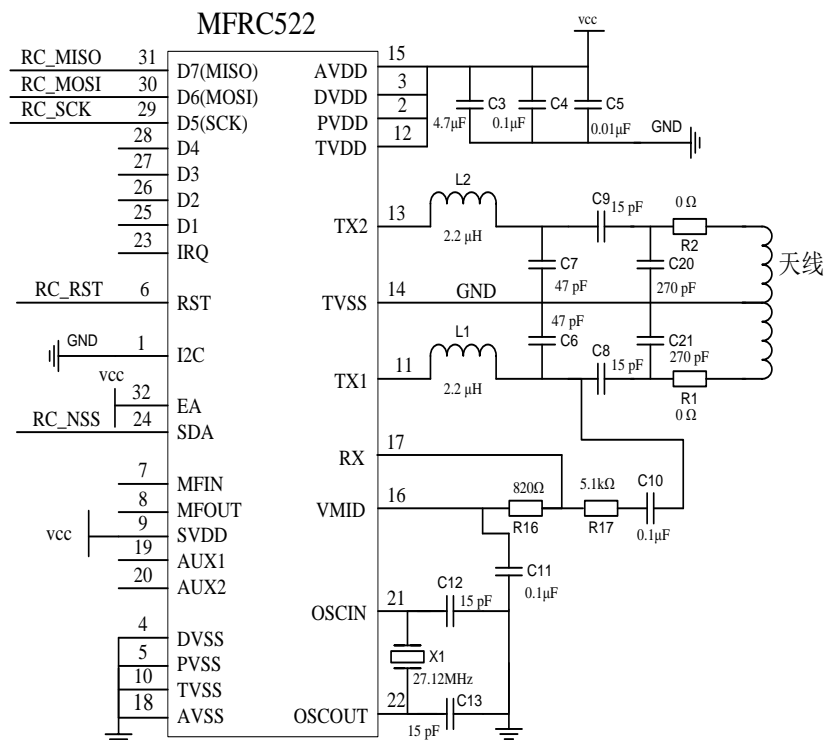 MFRC522
vcc
RC_MISO 31 D7(MISO) AVDD 15
RC_MOSI 30 D6(MOSI) DVDD 3
RC_SCK 29 D5(SCK) PVDD 2
28 D4 TVDD 12
C3 4.7μF
C4 0.1μF
C5 0.01μF
GND
27 D3
26 D2
25 D1 TX2 13
23 IRQ
L2
2.2 μH
C9
15 pF
0 Ω
R2
C7
47 pF
C20
270 pF
天线
RC_RST 6 RST TVSS 14 GND
47 pF
C6
C21
270 pF
GND 1 I2C TX1 11
L1
2.2 μH
C8
15 pF
R1
0 Ω
vcc
32 EA
RC_NSS 24 SDA
RX 17
7 MFIN
8 MFOUT VMID 16
820Ω
R16
5.1kΩ
R17
C10
0.1μF
vcc 9 SVDD
19 AUX1
20 AUX2
C11
0.1μF
OSCIN 21
C12
15 pF
4 DVSS
5 PVSS
10 TVSS
18 AVSS
X1
27.12MHz
OSCOUT 22
C13
15 pF